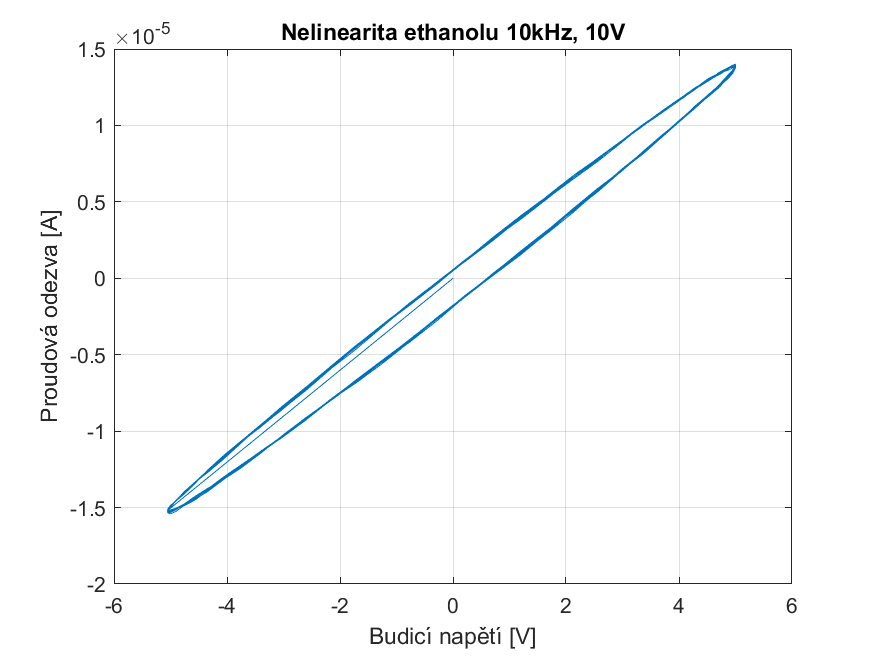 Nelinearita ethanolu 10kHz, 10V
×10⁻⁵
1.5
1
0.5
0
-0.5
-1
-1.5
-2
-6 -4 -2 0 2 4 6
Budicí napětí [V]
Proudová odezva [A]